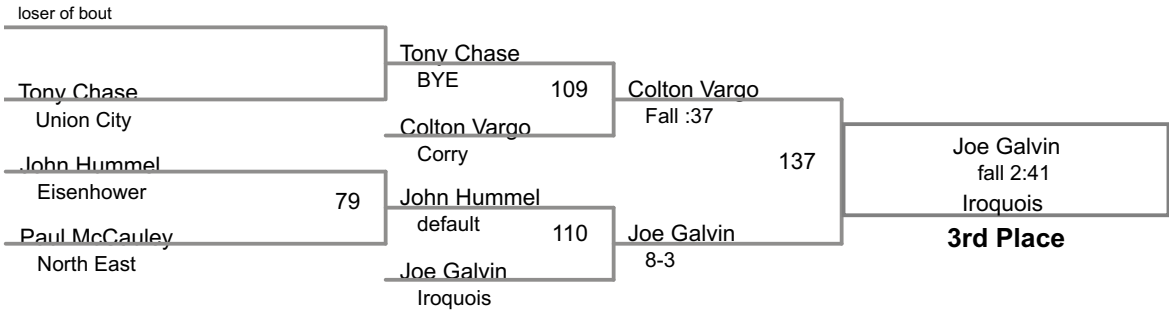 loser of bout
Tony Chase
Union City
John Hummel
Eisenhower
79
Paul McCauley
North East
Tony Chase
BYE
109
Colton Vargo
Corry
John Hummel
default
110
Joe Galvin
Iroquois
Colton Vargo
Fall :37
137
Joe Galvin
8-3
Joe Galvin
fall 2:41
Iroquois
3rd Place